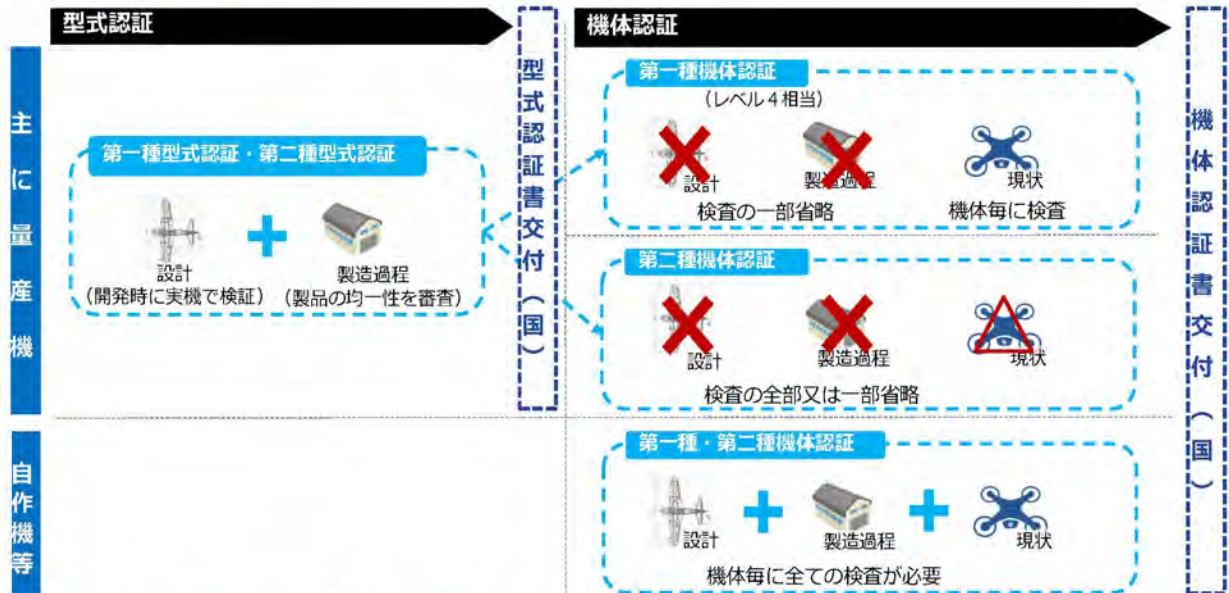 型式認証
機体認証
主に量産機
第一種型式認証・第二種型式認証
設計
(開発時に実機で検証)
製造過程
(製品の均一性を審査)
型式認証書交付(国)
第一種機体認証
(レベル4相当)
設計
製造過程
現状
検査の一部省略
機体毎に検査
第二種機体認証
設計
製造過程
現状
検査の全部又は一部省略
自作機等
第一種・第二種機体認証
設計
製造過程
現状
機体毎に全ての検査が必要
機体認証書交付(国)